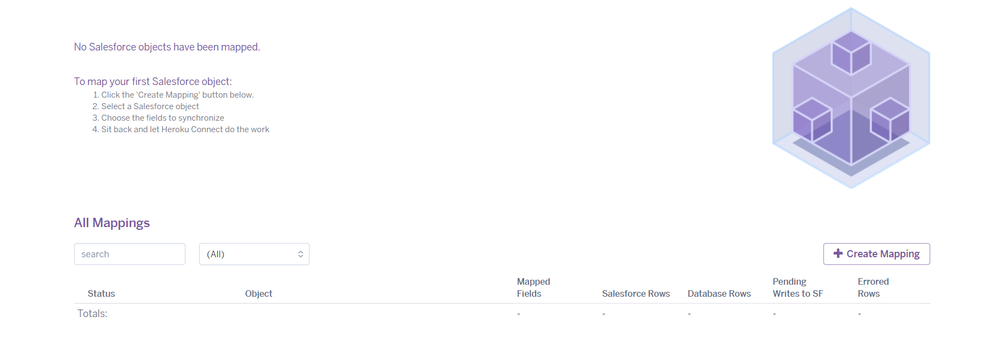 No Salesforce objects have been mapped.
To map your first Salesforce object:
1. Click the 'Create Mapping' button below.
2. Select a Salesforce object
3. Choose the fields to synchronize
4. Sit back and let Heroku Connect do the work
All Mappings
search
(All)
Create Mapping
Status
Object
Mapped
Fields
Salesforce Rows
Database Rows
Pending
Writes to SF
Errored
Rows
Totals:
- - - - -